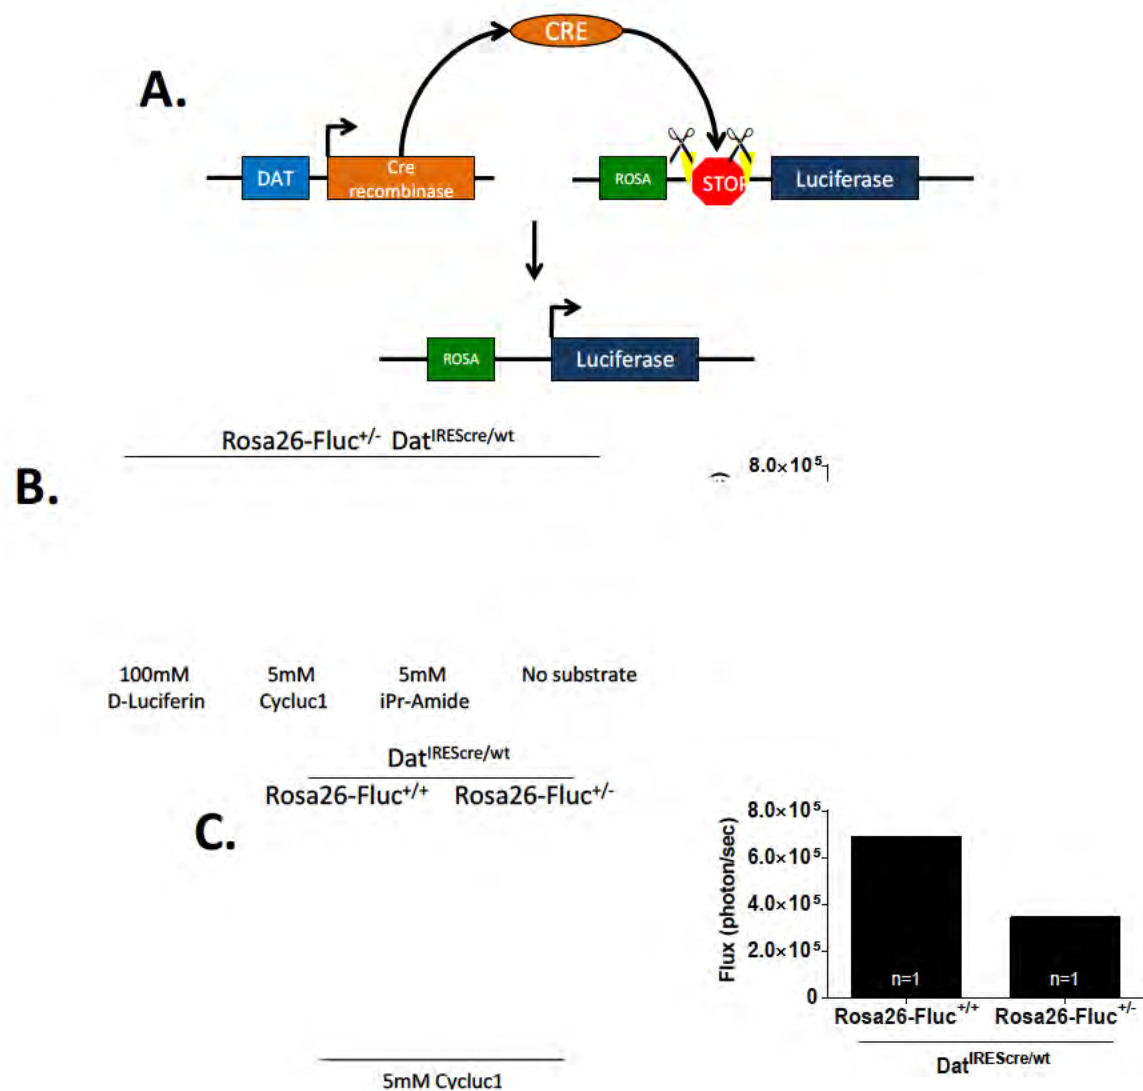 A.
CRE
DAT
Cre
recombinase
ROSA
STOP
Luciferase
ROSA
Luciferase
B.
Rosa26-Fluc+/- DatIREScre/wt
8.0×10⁵
100mM
D-Luciferin
5mM
Cycluc1
5mM
iPr-Amide
No substrate
C.
DatIREScre/wt
Rosa26-Fluc+/+ Rosa26-Fluc+/-
5mM Cycluc1
Flux (photon/sec)
8.0×10⁵
6.0×10⁵
4.0×10⁵
2.0×10⁵
0
n=1
n=1
Rosa26-Fluc+/+ Rosa26-Fluc+/-
DatIREScre/wt